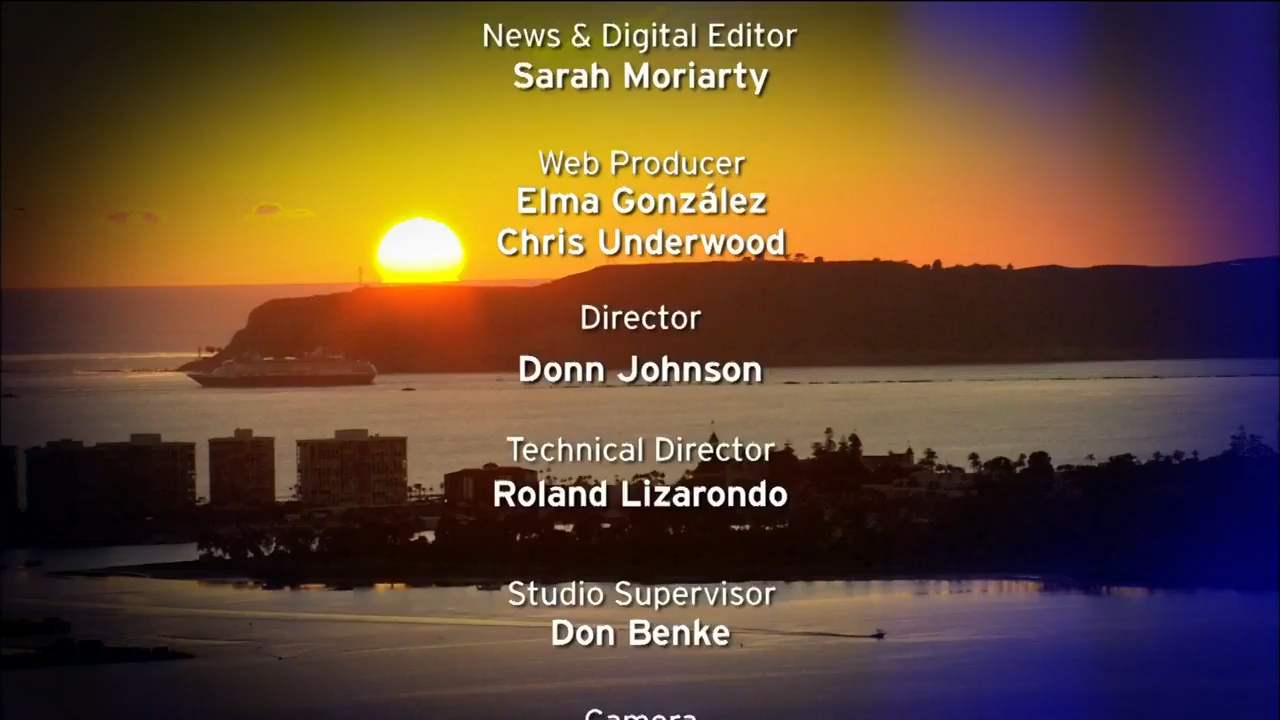 News & Digital Editor
Sarah Moriarty
Web Producer
Elma González
Chris Underwood
Director
Donn Johnson
Technical Director
Roland Lizarondo
Studio Supervisor
Don Benke
Camera